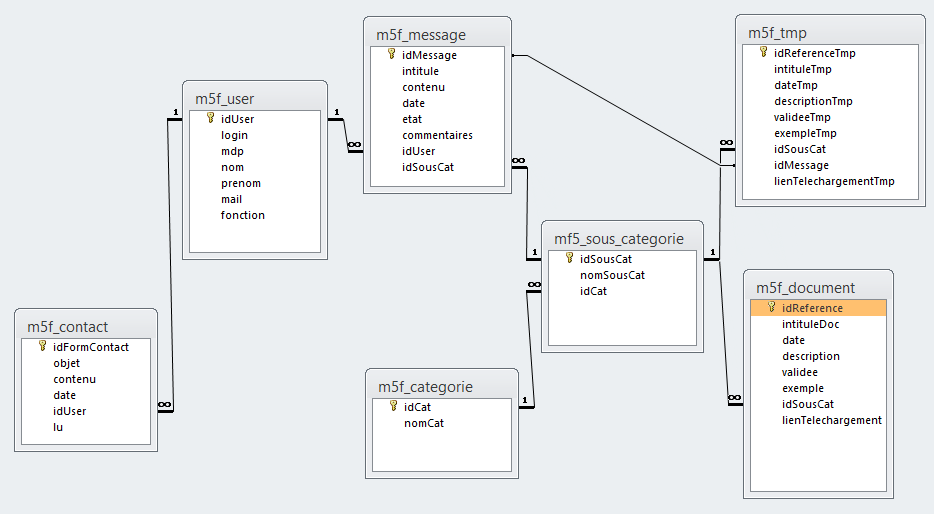 m5f_message
idMessage
intitule
contenu
date
etat
commentaires
idUser
idSousCat
m5f_tmp
idReferenceTmp
intituleTmp
dateTmp
descriptionTmp
valideeTmp
exempleTmp
idSousCat
idMessage
lienTelechargementTmp
m5f_user
idUser
login
mdp
nom
prenom
mail
fonction
mf5_sous_categorie
idSousCat
nomSousCat
idCat
m5f_document
idReference
intituleDoc
date
description
validee
exemple
idSousCat
lienTelechargement
m5f_contact
idFormContact
objet
contenu
date
idUser
lu
m5f_categorie
idCat
nomCat
1
∞
1
∞
∞
1
∞
1
∞
∞
1